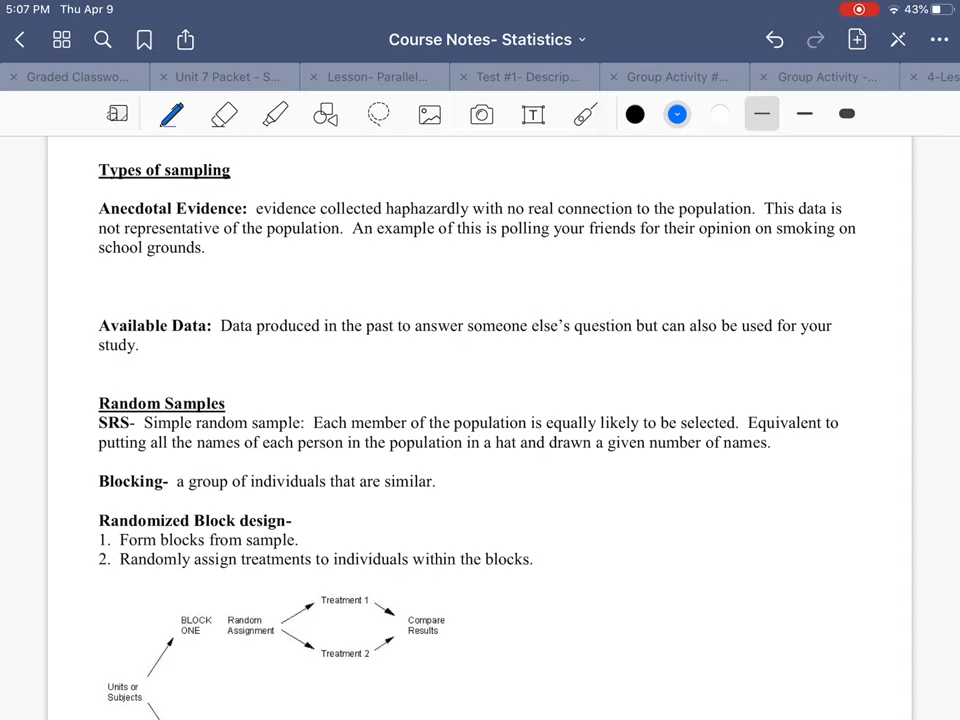 5:07 PM Thu Apr 9
43%
Course Notes- Statistics
Graded Classwo...
Unit 7 Packet - S...
Lesson- Parallel...
Test #1- Descrip...
Group Activity #...
Group Activity -...
4-Les
T
Types of sampling
Anecdotal Evidence: evidence collected haphazardly with no real connection to the population. This data is
not representative of the population. An example of this is polling your friends for their opinion on smoking on
school grounds.
Available Data: Data produced in the past to answer someone else’s question but can also be used for your
study.
Random Samples
SRS- Simple random sample: Each member of the population is equally likely to be selected. Equivalent to
putting all the names of each person in the population in a hat and drawn a given number of names.
Blocking- a group of individuals that are similar.
Randomized Block design-
1. Form blocks from sample.
2. Randomly assign treatments to individuals within the blocks.
Treatment 1
BLOCK
ONE
Random
Assignment
Compare
Results
Treatment 2
Units or
Subjects